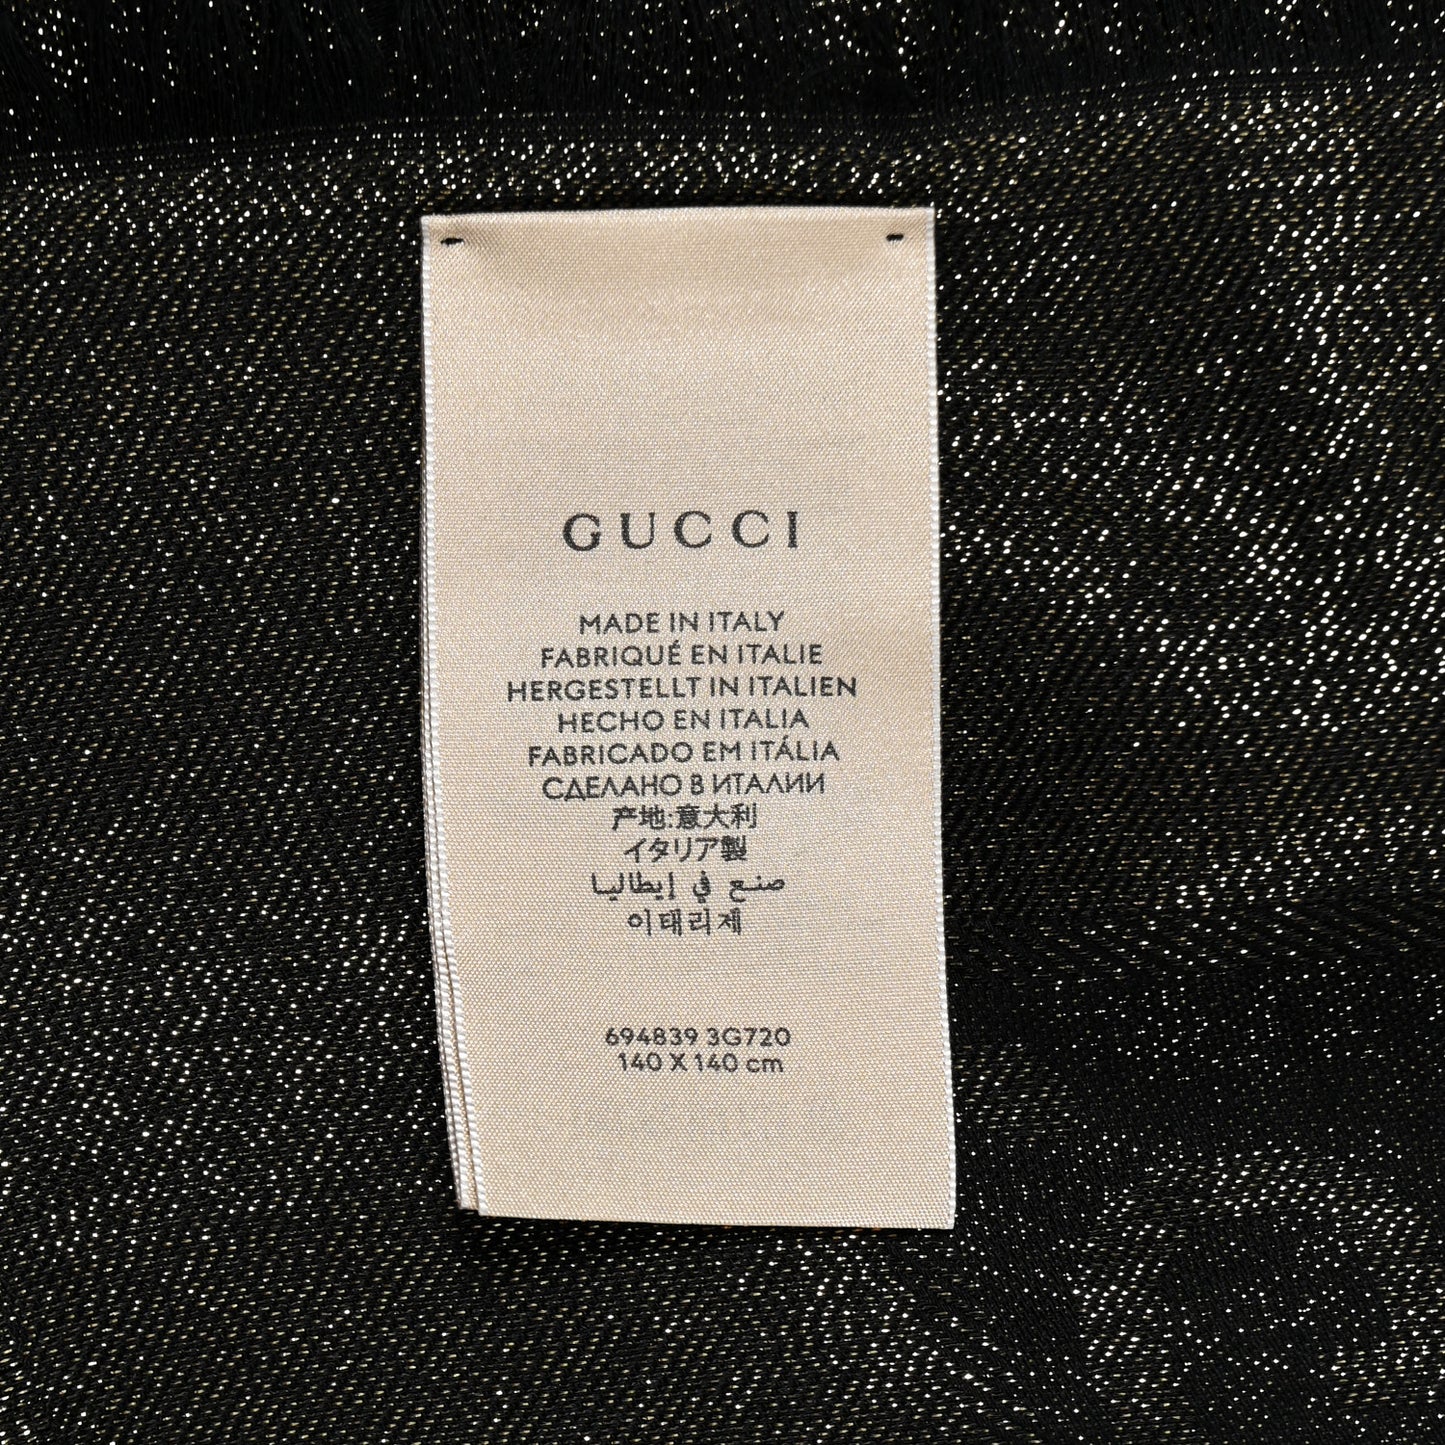 GUCCI
MADE IN ITALY
FABRIQUÉ EN ITALIE
HERGESTELLT IN ITALIEN
HECHO EN ITALIA
FABRICADO EM ITÁLIA
СДЕЛАНО В ИТАЛИИ
产地:意大利
イタリア製
صنع في إيطاليا
이태리제
694839 3G720
140 X 140 cm